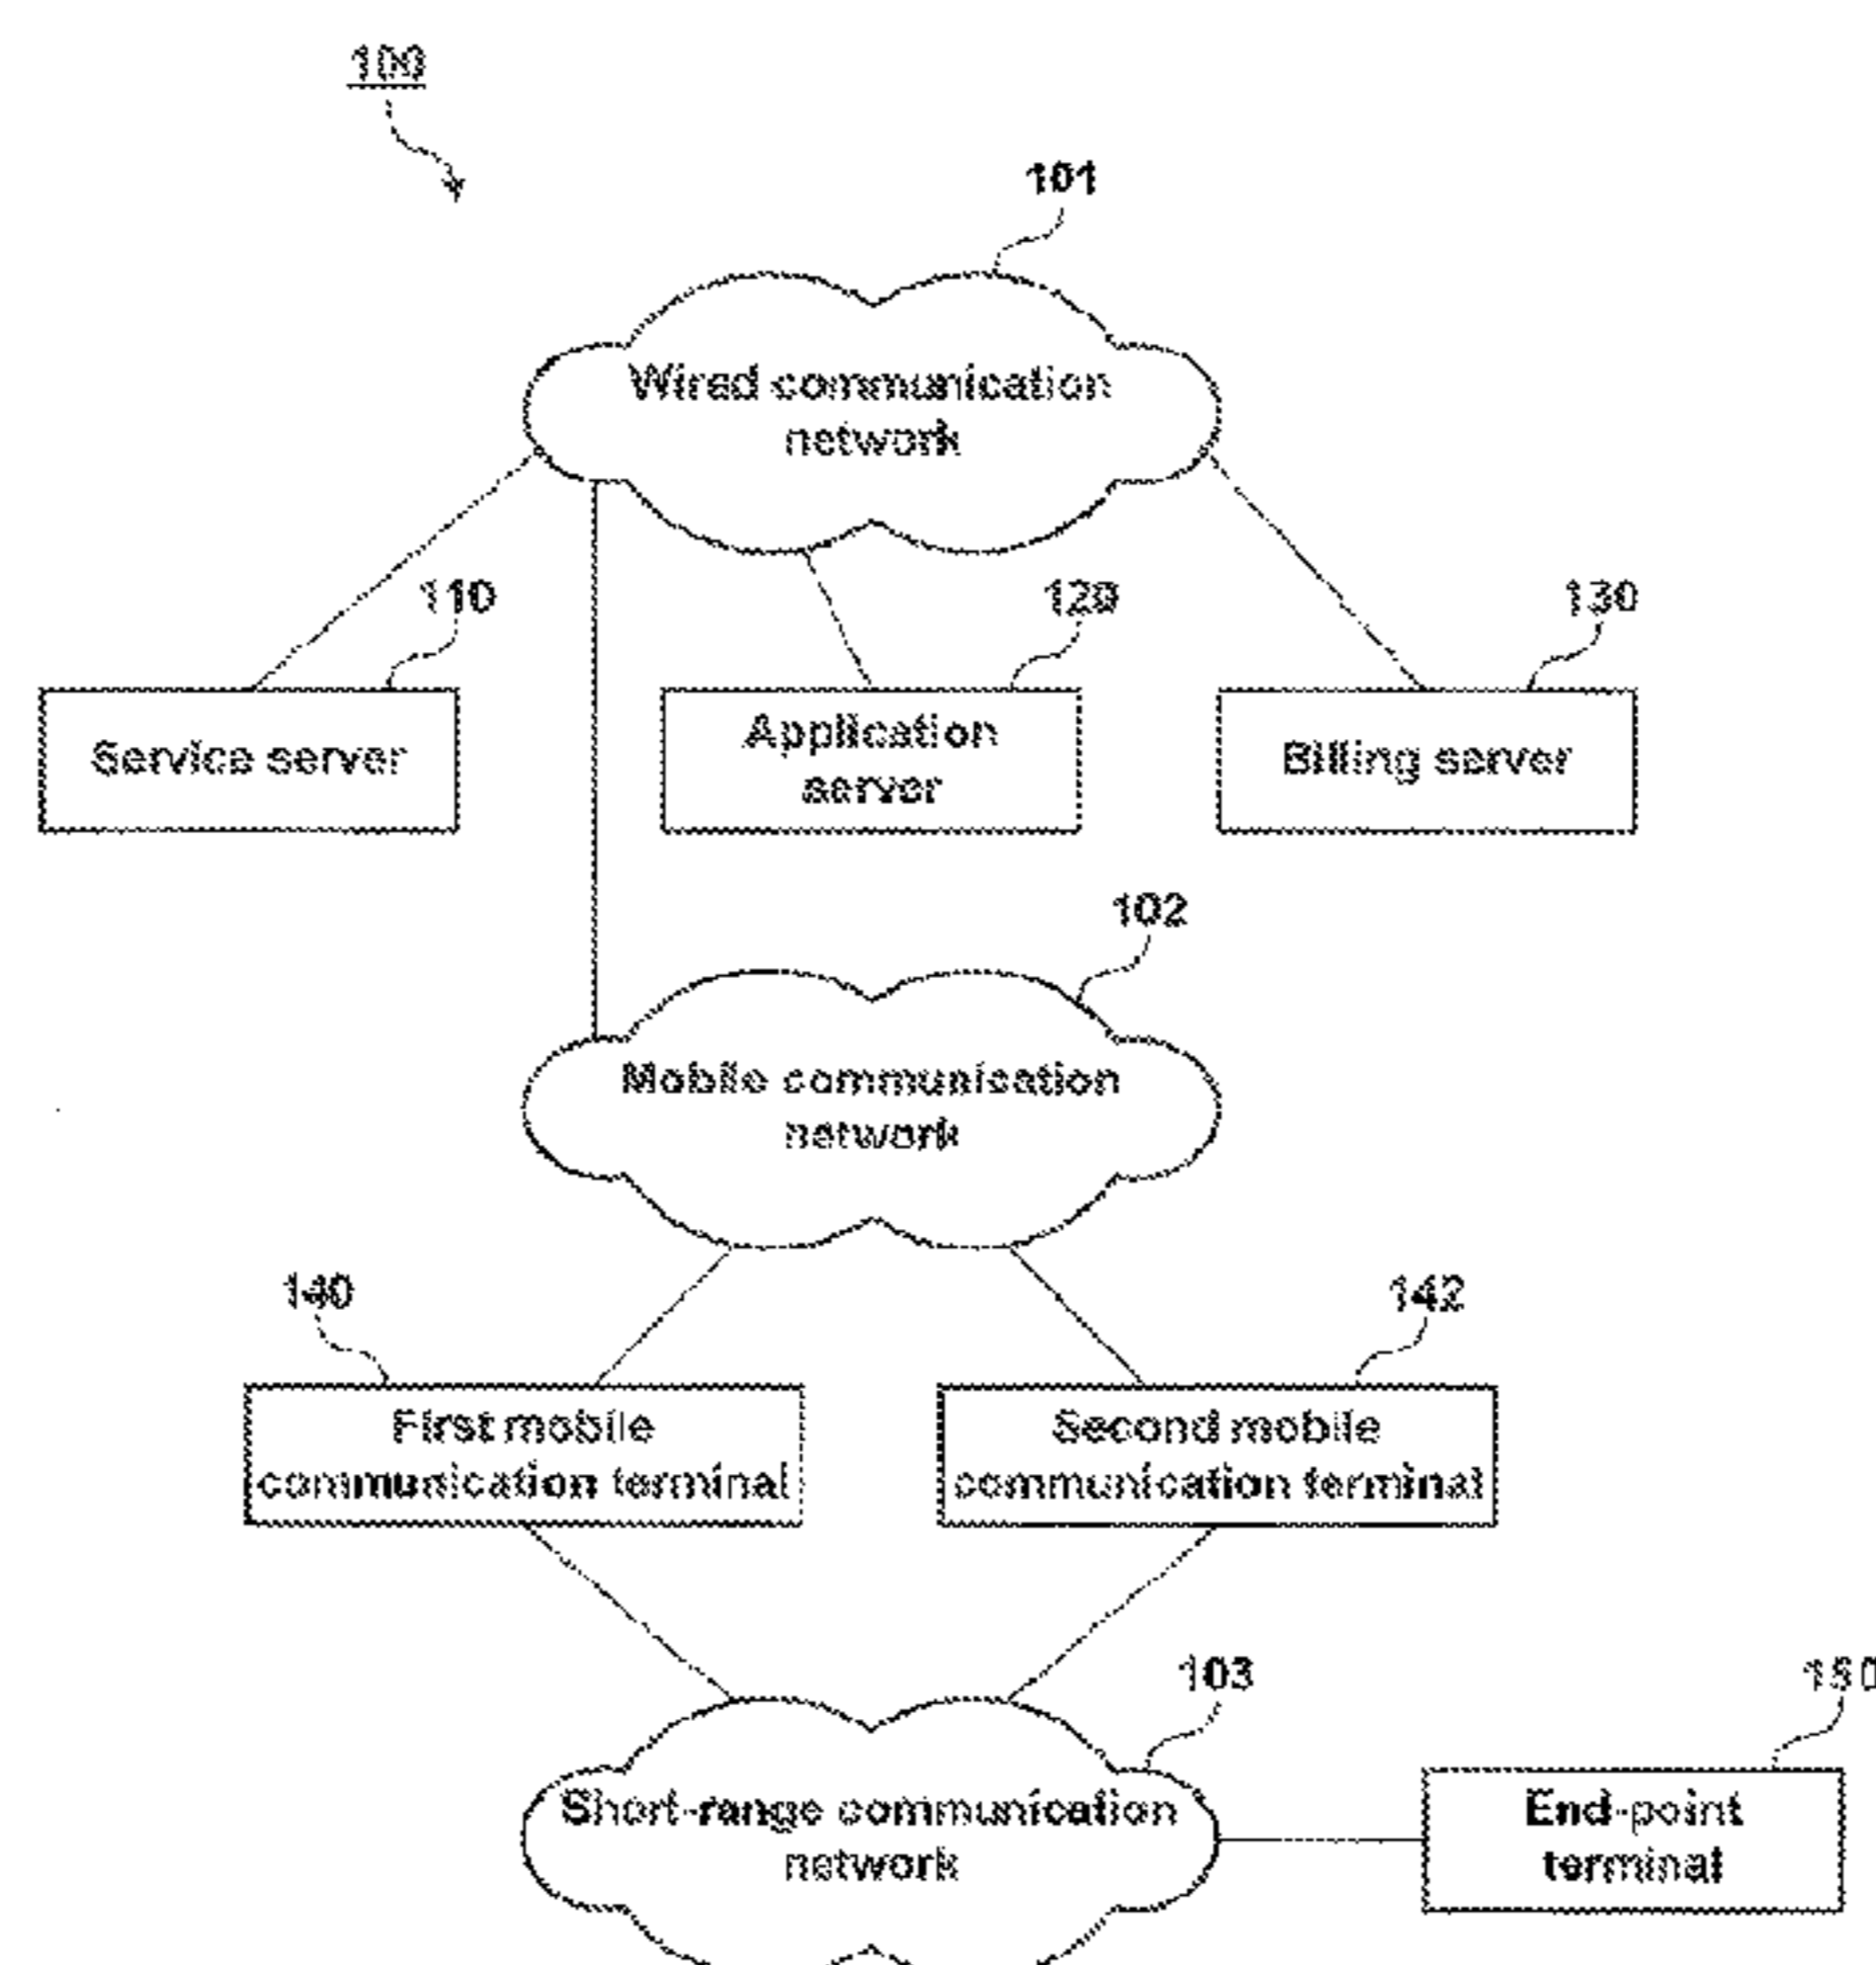 100
101
Wired communication
network
110
120
130
Service server
Application
server
Billing server
102
Mobile communication
network
140
142
First mobile
communication terminal
Second mobile
communication terminal
103
Short-range communication
network
End-point
terminal